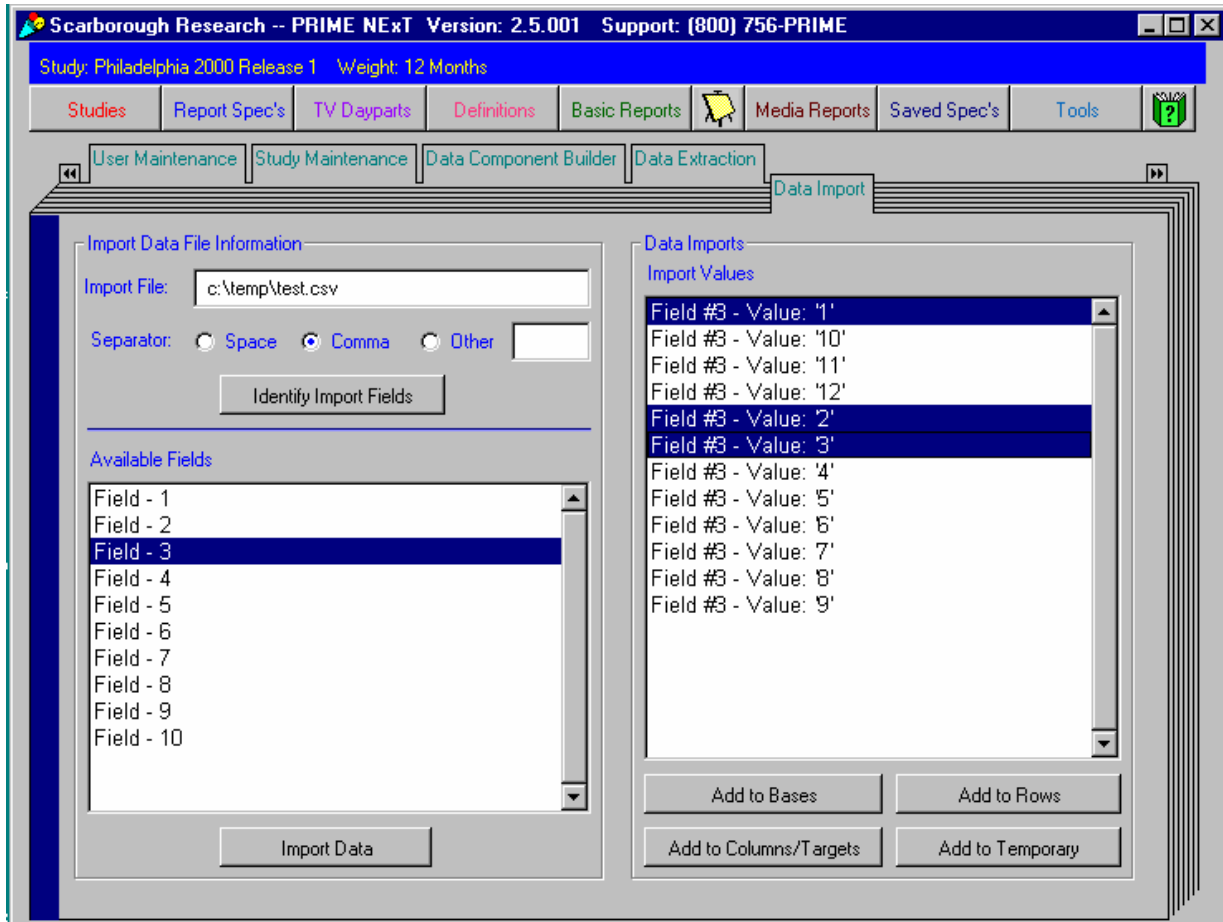 Scarborough Research -- PRIME NExT Version: 2.5.001 Support: (800) 756-PRIME
Study: Philadelphia 2000 Release 1 Weight: 12 Months
Studies Report Spec's TV Dayparts Definitions Basic Reports Media Reports Saved Spec's Tools
User Maintenance Study Maintenance Data Component Builder Data Extraction
Data Import
Import Data File Information
Import File: c:\temp\test.csv
Separator: Space Comma Other
Identify Import Fields
Available Fields
Field - 1
Field - 2
Field - 3
Field - 4
Field - 5
Field - 6
Field - 7
Field - 8
Field - 9
Field - 10
Import Data
Data Imports
Import Values
Field #3 - Value: '1'
Field #3 - Value: '10'
Field #3 - Value: '11'
Field #3 - Value: '12'
Field #3 - Value: '2'
Field #3 - Value: '3'
Field #3 - Value: '4'
Field #3 - Value: '5'
Field #3 - Value: '6'
Field #3 - Value: '7'
Field #3 - Value: '8'
Field #3 - Value: '9'
Add to Bases Add to Rows
Add to Columns/Targets Add to Temporary